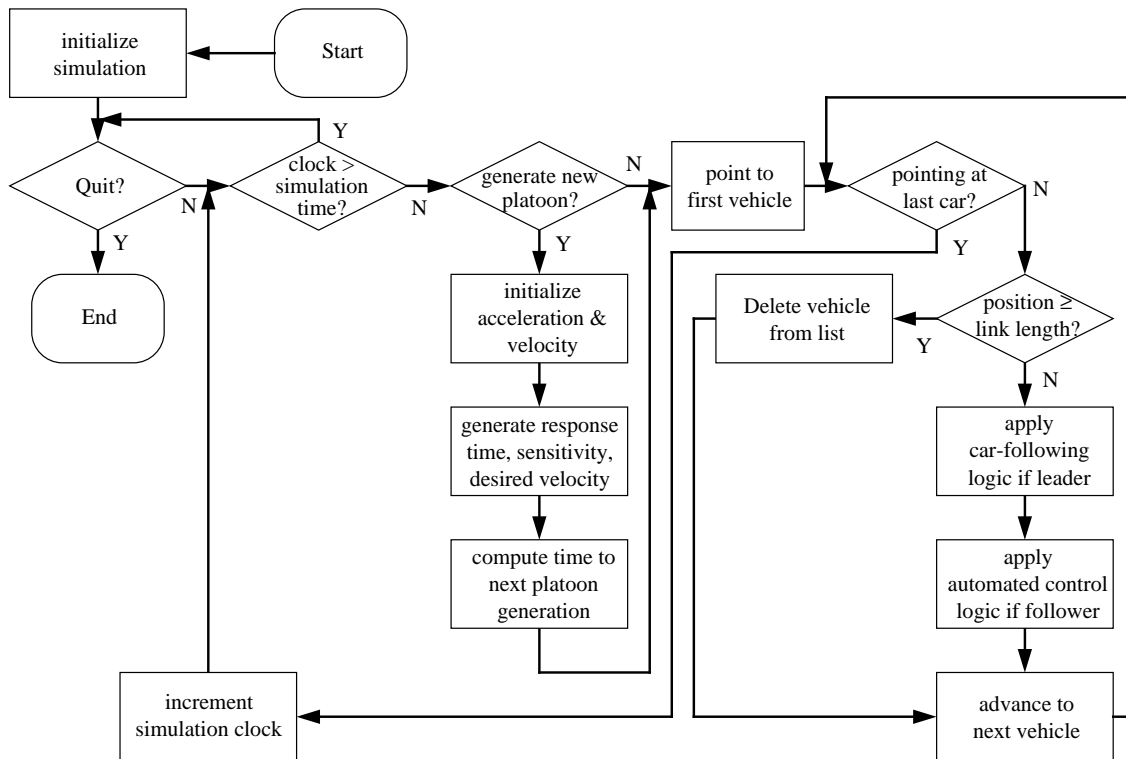 initialize
simulation
Start
Y
Quit?
N
Y
End
clock >
simulation
time?
N
generate new
platoon?
N
Y
point to
first vehicle
pointing at
last car?
N
Y
initialize
acceleration &
velocity
Delete vehicle
from list
position ≥
link length?
Y
N
generate response
time, sensitivity,
desired velocity
apply
car-following
logic if leader
compute time to
next platoon
generation
apply
automated control
logic if follower
increment
simulation clock
advance to
next vehicle